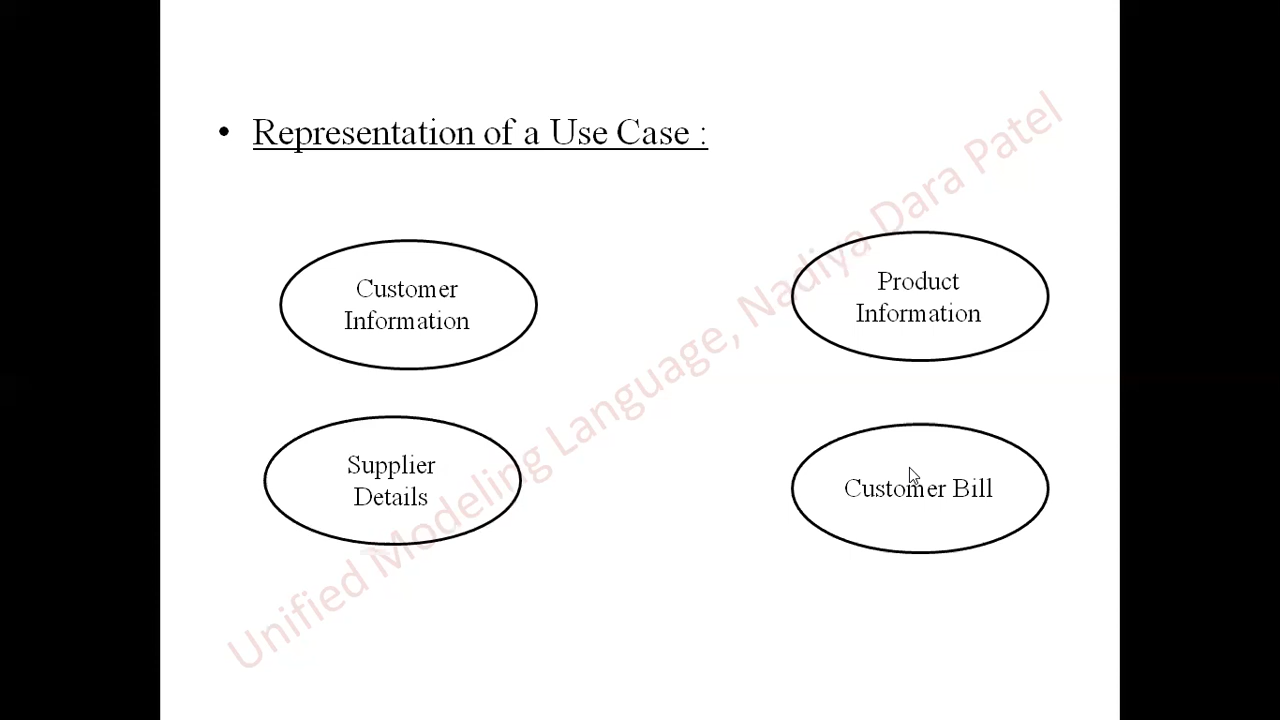 • Representation of a Use Case :
Customer
Information
Product
Information
Supplier
Details
Customer Bill
Unified Modeling Language, Nadiya Dara Patel